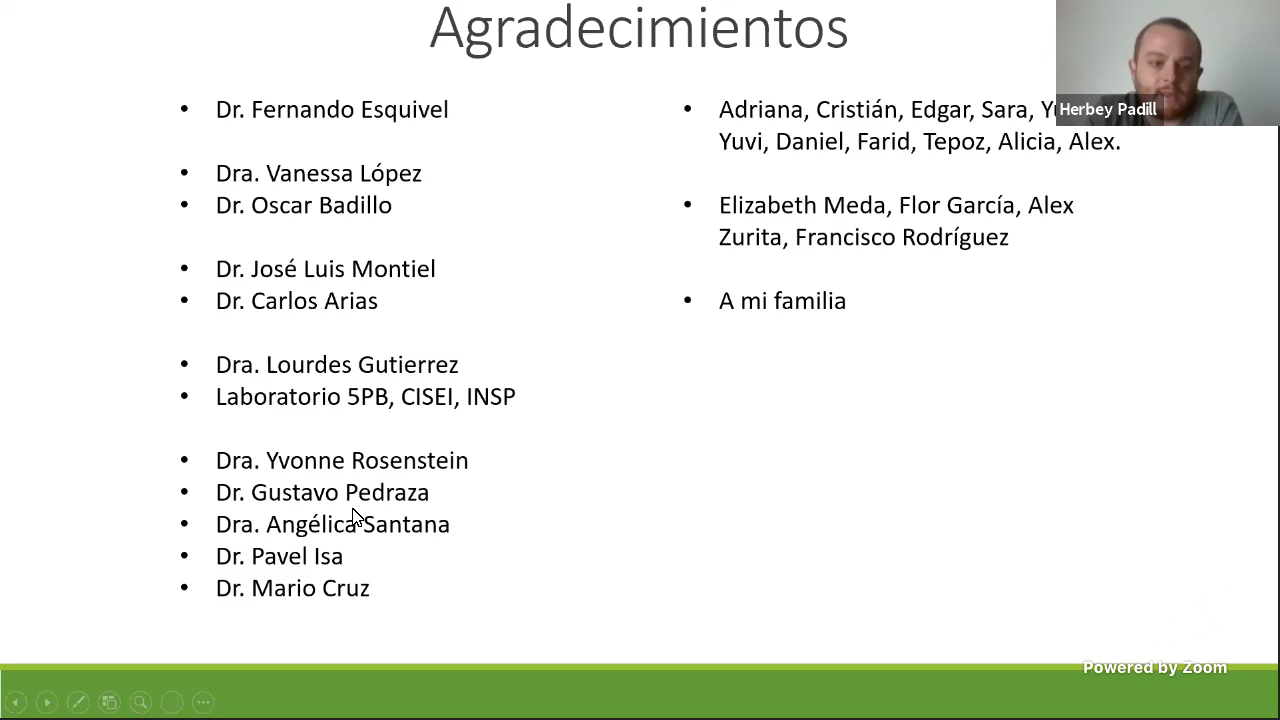 Agradecimientos
Dr. Fernando Esquivel
Dra. Vanessa López
Dr. Oscar Badillo
Dr. José Luis Montiel
Dr. Carlos Arias
Dra. Lourdes Gutierrez
Laboratorio 5PB, CISEI, INSP
Dra. Yvonne Rosenstein
Dr. Gustavo Pedraza
Dra. Angélica Santana
Dr. Pavel Isa
Dr. Mario Cruz
Adriana, Cristián, Edgar, Sara,
Yuvi, Daniel, Farid, Tepoz, Alicia, Alex.
Elizabeth Meda, Flor García, Alex
Zurita, Francisco Rodríguez
A mi familia
Herbey Padill
Powered by Zoom